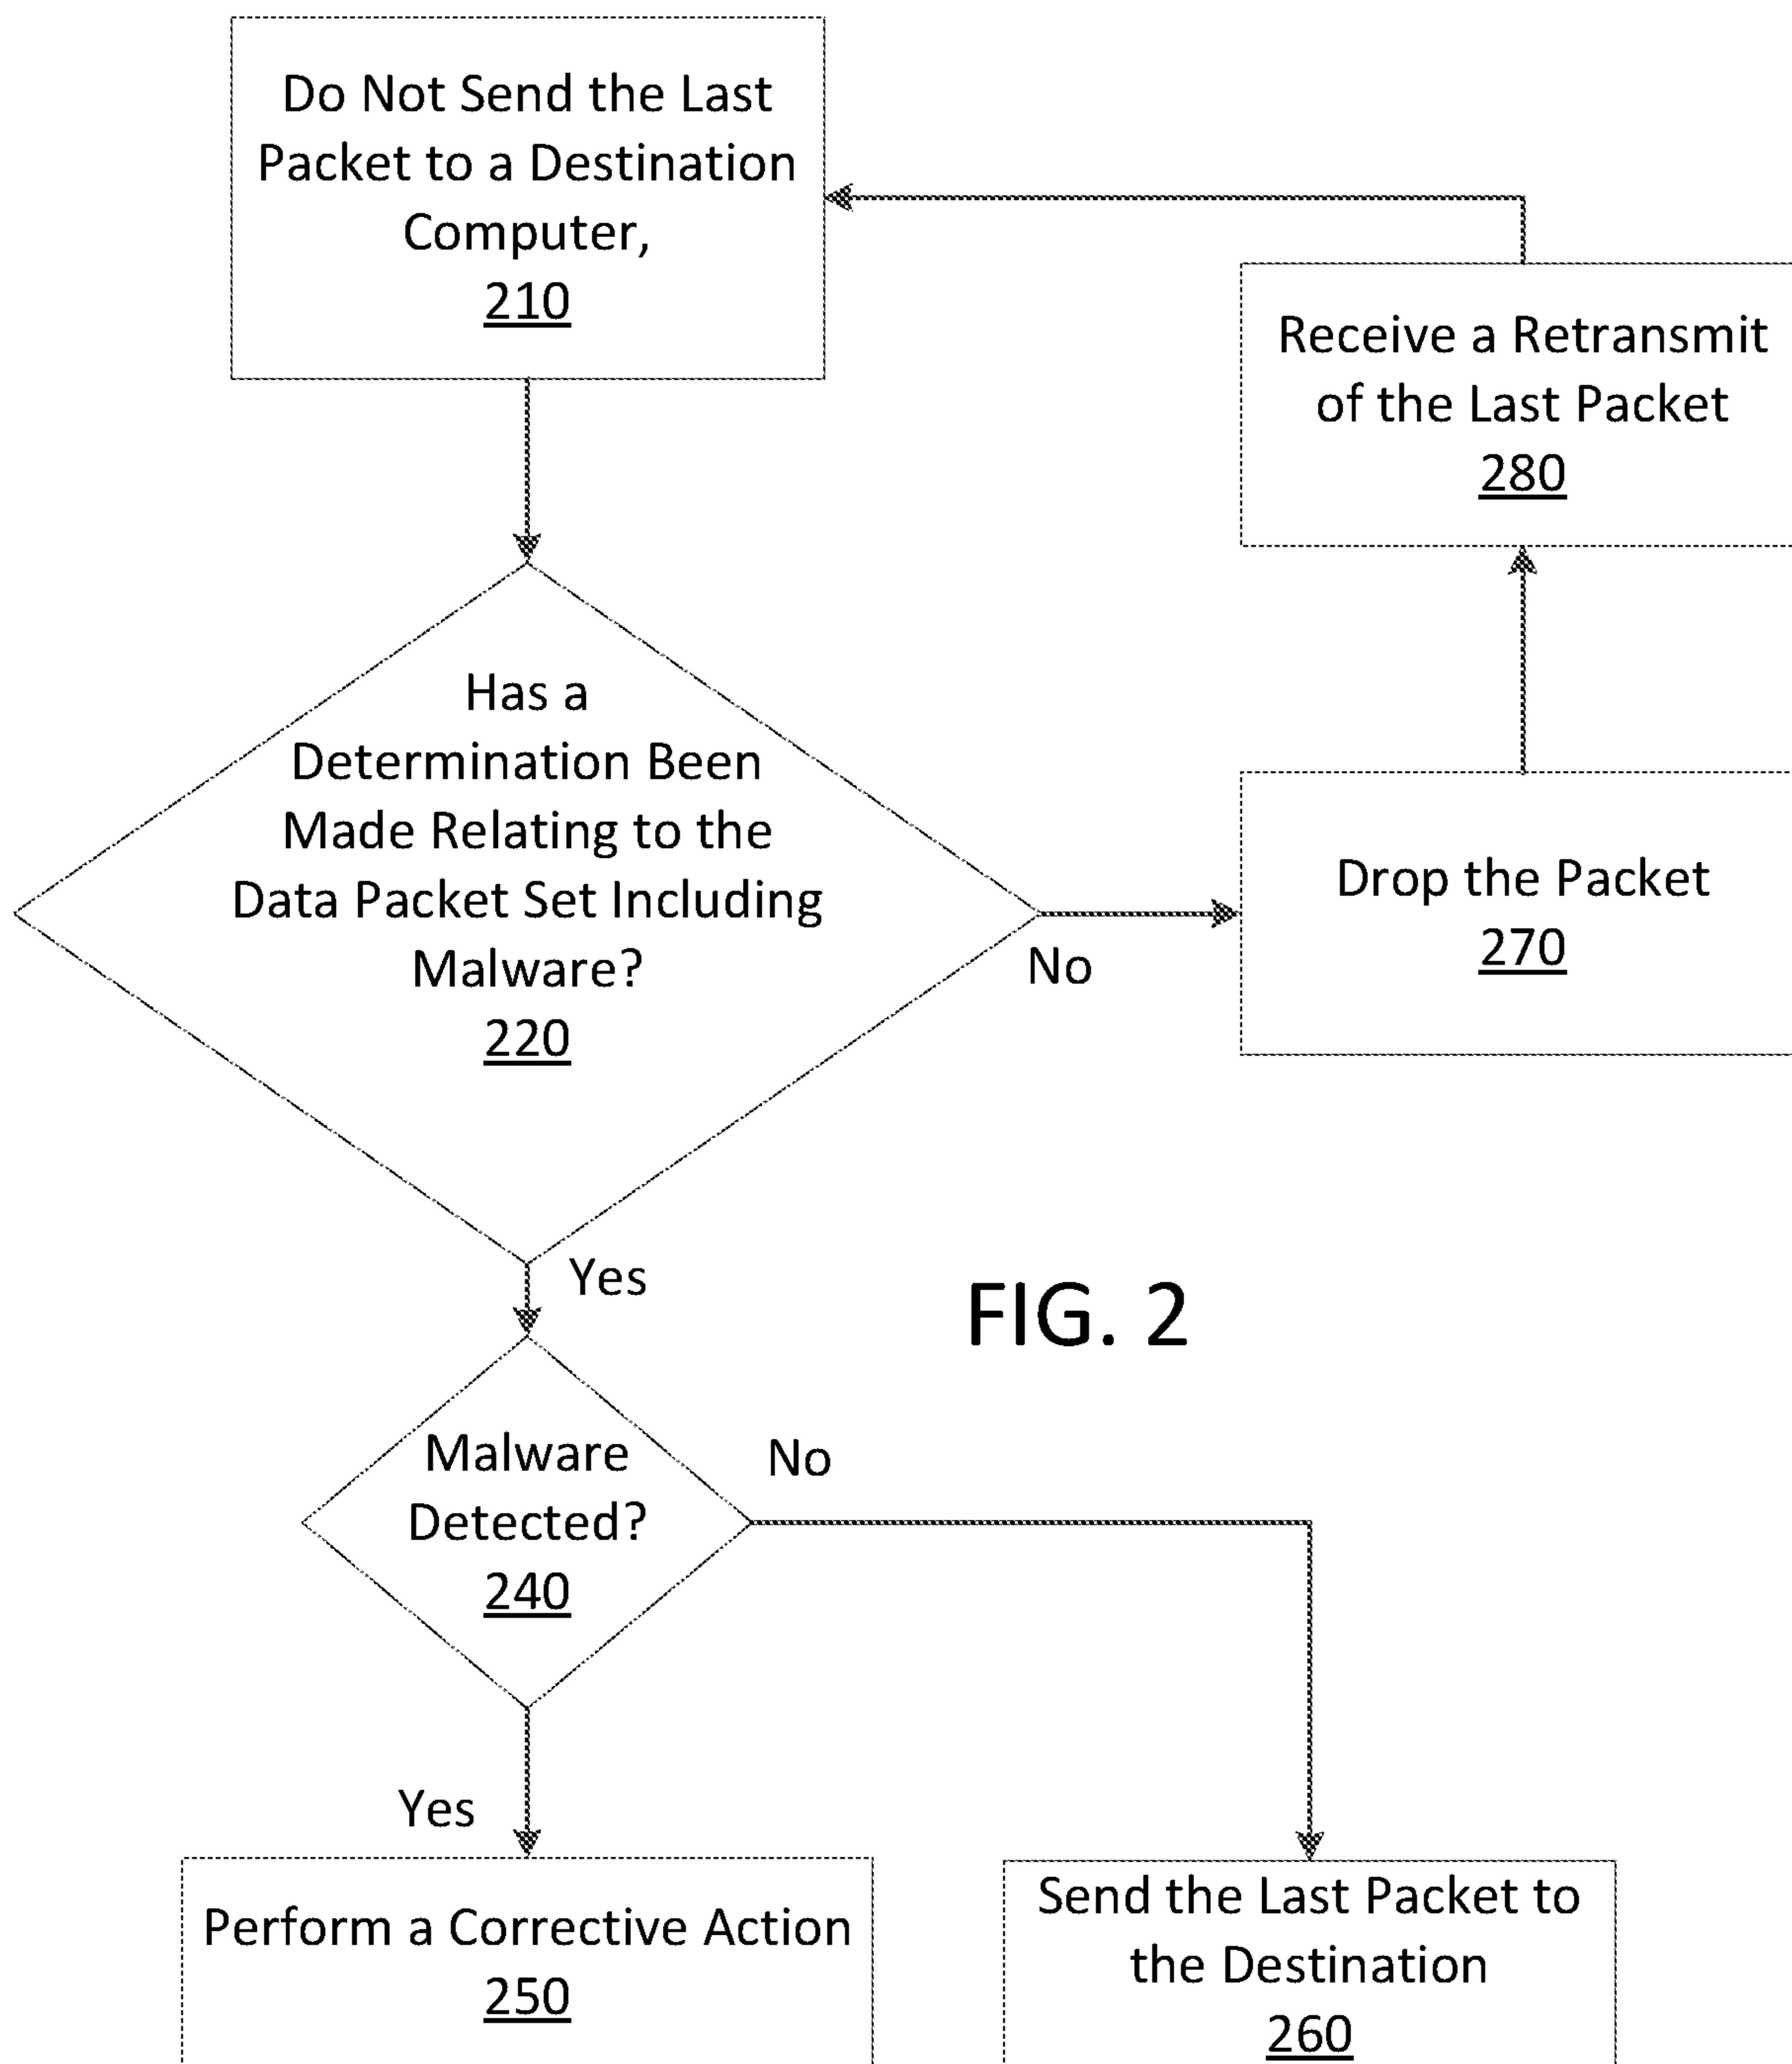 Do Not Send the Last
Packet to a Destination
Computer,
210
Receive a Retransmit
of the Last Packet
280
Has a
Determination Been
Made Relating to the
Data Packet Set Including
Malware?
220
No
Drop the Packet
270
Yes
FIG. 2
Malware
Detected?
240
No
Yes
Perform a Corrective Action
250
Send the Last Packet to
the Destination
260